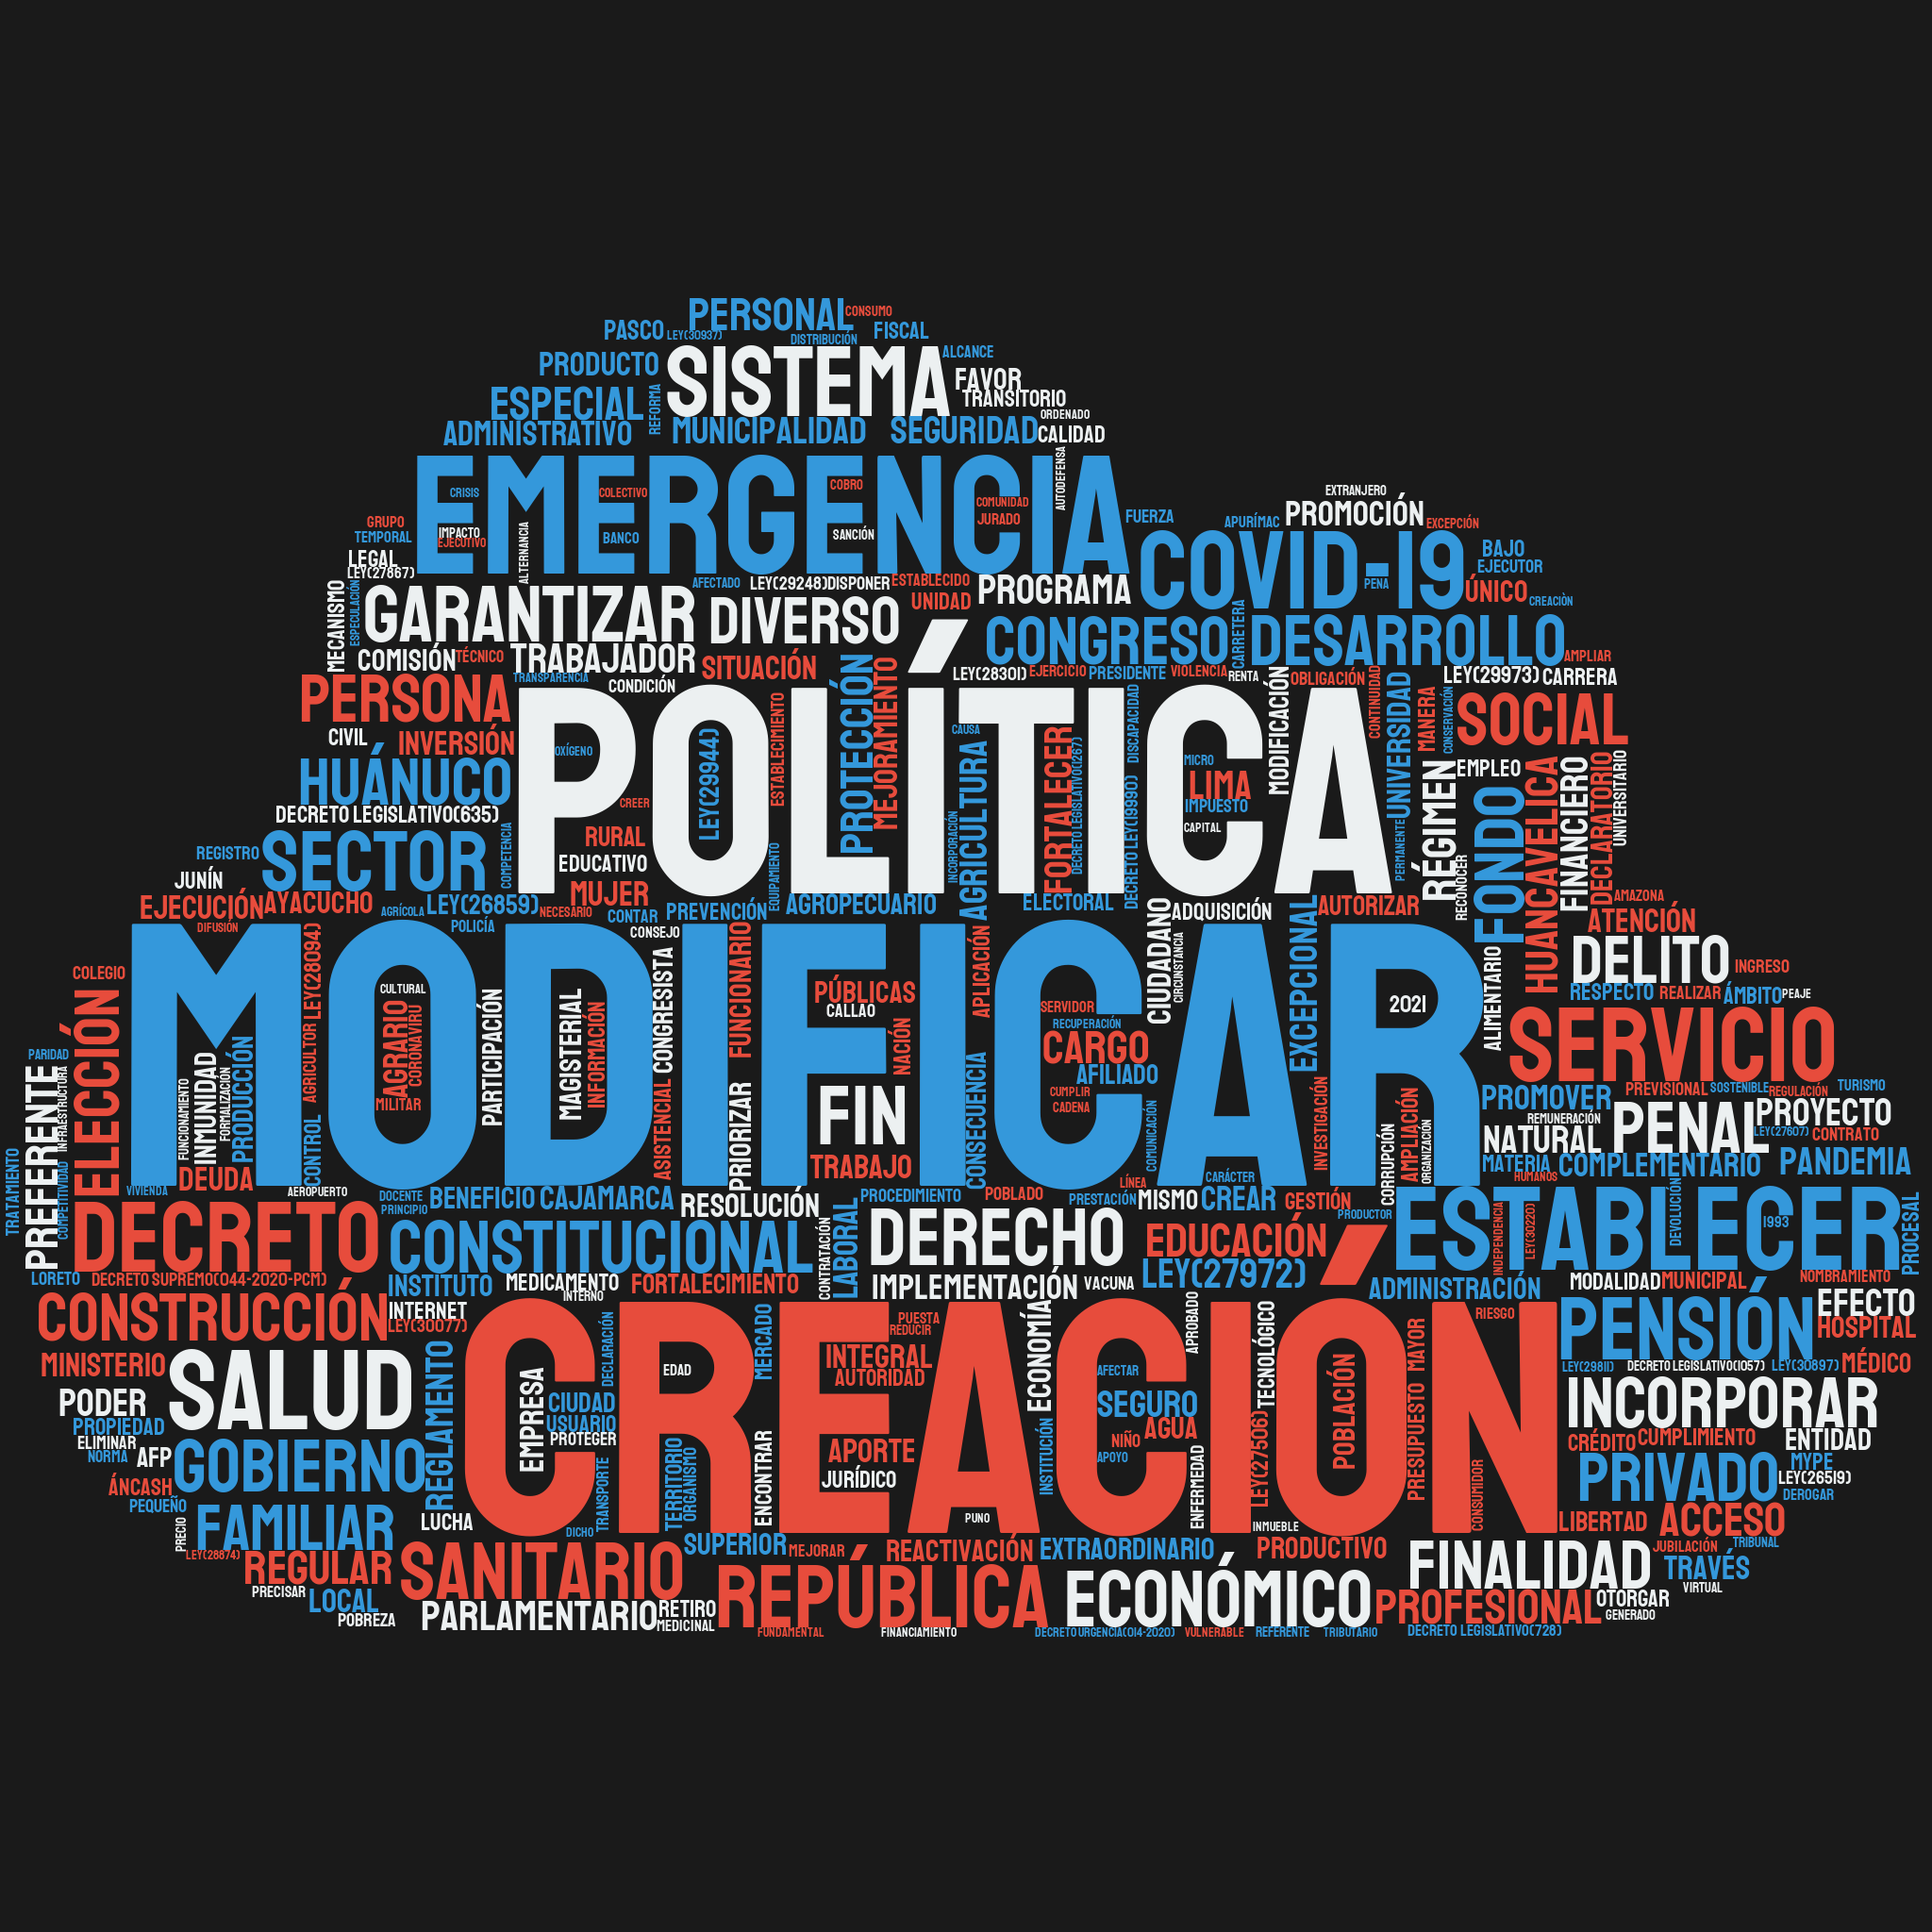 PERSONAL
CONSUMO
PASCO
LEY(30937)
DISTRIBUCIÓN
FISCAL
PRODUCTO
SISTEMA
ALCANCE
ESPECIAL
REFORMA
FAVOR
TRANSITORIO
ORDENADO
ADMINISTRATIVO
MUNICIPALIDAD
SEGURIDAD
CALIDAD
EMERGENCIA
CRISIS
COLECTIVO
COBRO
COMUNIDAD
JURADO
AUTODEFENSA
EXTRANJERO
GRUPO
TEMPORAL
IMPACTO
EJECUTIVO
ALTERNANCIA
BANCO
SANCIÓN
FUERZA
APURÍMAC
PROMOCIÓN
EXCEPCIÓN
LEGAL
LEY(27867)
COVID-19
PENA
BAJO
EJECUTOR
MECANISMO
ESPECULACIÓN
GARANTIZAR
AFECTADO
LEY(29248)
DISPONER
ESTABLECIDO
DIVERSO
UNIDAD
PROGRAMA
ÚNICO
CREACIÒN
COMISIÓN
TÉCNICO
TRABAJADOR
SITUACIÓN
CONGRESO
CARRETERA
DESARROLLO
AMPLIAR
TRANSPARENCIA
CONDICIÓN
PROTECCIÓN
MEJORAMIENTO
LEY(28301)
EJERCICIO
PRESIDENTE
VIOLENCIA
RENTA
MODIFICACIÓN
OBLIGACIÓN
CONTINUIDAD
LEY(29973)
CARRERA
PERSONA
POLÍTICA
UNIVERSIDAD
MANERA
CONSERVACIÓN
SOCIAL
CIVIL
INVERSIÓN
OXÍGENO
LEY(29944)
ESTABLECIMIENTO
CAUSA
AGRICULTURA
FORTALECER
DECRETO LEGISLATIVO(1267)
DISCAPACIDAD
MICRO
LIMA
IMPUESTO
CAPITAL
HUÁNUCO
CREER
RÉGIMEN
EMPLEO
HUANCAVELICA
FINANCIERO
DECLARATORIO
UNIVERSITARIO
DECRETO LEGISLATIVO(635)
SECTOR
COMPETENCIA
RURAL
EDUCATIVO
EQUIPAMIENTO
INCORPORACIÓN
DECRETO LEY(19990)
PERMANENTE
RECONOCER
FONDO
REGISTRO
JUNÍN
EJECUCIÓN
AYACUCHO
AGRÍCOLA
LEY(26859)
NECESARIO
MUJER
CONTAR
PREVENCIÓN
AGROPECUARIO
ELECTORAL
CIUDADANO
ADQUISICIÓN
EXCEPCIONAL
AUTORIZAR
AMAZONA
ATENCIÓN
DIFUSIÓN
POLICÍA
CONSEJO
MODIFICAR
COLEGIO
LEY(28094)
AGRICULTOR
CULTURAL
AGRARIO
CORONAVIRU
MILITAR
PARTICIPACIÓN
MAGISTERIAL
INFORMACIÓN
CONGRESISTA
FUNCIONARIO
PÚBLICAS
CALLAO
NACIÓN
APLICACIÓN
SERVIDOR
RECUPERACIÓN
CARGO
AFILIADO
CUMPLIR
CADENA
CIRCUNSTANCIA
2021
ALIMENTARIO
DELITO
INGRESO
RESPECTO
REALIZAR
ÁMBITO
PEAJE
SERVICIO
ELECCIÓN
PARIDAD
PREFERENTE
INFRAESTRUCTURA
COMPETITIVIDAD
TRATAMIENTO
FUNCIONAMIENTO
INMUNIDAD
FORMALIZACIÓN
PRODUCCIÓN
CONTROL
ASISTENCIAL
PRIORIZAR
FIN
TRABAJO
CONSECUENCIA
COMUNICACIÓN
INVESTIGACIÓN
CORRUPCIÓN
AMPLIACIÓN
ORGANIZACIÓN
PROMOVER
PREVISIONAL
SOSTENIBLE
REGULACIÓN
TURISMO
REMUNERACIÓN
NATURAL
PENAL
PROYECTO
LEY(27607)
CONTRATO
MATERIA
COMPLEMENTARIO
PANDEMIA
HUMANOS
VIVIENDA
DEUDA
AEROPUERTO
DOCENTE
PRINCIPIO
BENEFICIO
CAJAMARCA
RESOLUCIÓN
PROCEDIMIENTO
POBLADO
LÍNEA
PRESTACIÓN
MISMO
CARÁCTER
CREAR
GESTIÓN
PRODUCTOR
DECRETO
CONSTITUCIONAL
CONTRATACIÓN
LABORAL
DERECHO
EDUCACIÓN
ESTABLECER
INDEPENDENCIA
LEY(30220)
DEVOLUCIÓN
1993
PROCESAL
LORETO
DECRETO SUPREMO(044-2020-PCM)
INSTITUTO
MEDICAMENTO
INTERNO
FORTALECIMIENTO
IMPLEMENTACIÓN
VACUNA
LEY(27972)
ADMINISTRACIÓN
MODALIDAD
MUNICIPAL
NOMBRAMIENTO
CONSTRUCCIÓN
INTERNET
LEY(30077)
CREACIÓN
PENSIÓN
EFECTO
HOSPITAL
MINISTERIO
SALUD
REGLAMENTO
EMPRESA
DECLARACIÓN
CIUDAD
USUARIO
PROTEGER
EDAD
MERCADO
PUESTA
REDUCIR
INTEGRAL
AUTORIDAD
ECONOMÍA
APROBADO
TECNOLÓGICO
AFECTAR
SEGURO
AGUA
NIÑO
APOYO
POBLACIÓN
MAYOR
PRESUPUESTO
RIESGO
LEY(29811)
DECRETO LEGISLATIVO(1057)
LEY(30897)
MÉDICO
PODER
PROPIEDAD
ELIMINAR
NORMA
AFP
GOBIERNO
INCORPORAR
CRÉDITO
CUMPLIMIENTO
ENTIDAD
ÁNCASH
PEQUEÑO
TRANSPORTE
TERRITORIO
ORGANISMO
ENCONTRAR
APORTE
JURÍDICO
INSTITUCIÓN
ENFERMEDAD
LEY(27506)
CONSUMIDOR
PRIVADO
MYPE
LEY(26519)
DEROGAR
PRECIO
FAMILIAR
LUCHA
DICHO
PUNO
INMUEBLE
LIBERTAD
ACCESO
LEY(28874)
REGULAR
SANITARIO
SUPERIOR
MEJORAR
REACTIVACIÓN
EXTRAORDINARIO
PRODUCTIVO
FINALIDAD
JUBILACIÓN
TRIBUNAL
TRAVÉS
VIRTUAL
PRECISAR
LOCAL
POBREZA
PARLAMENTARIO
RETIRO
MEDICINAL
REPÚBLICA
ECONÓMICO
PROFESIONAL
OTORGAR
GENERADO
FUNDAMENTAL
FINANCIAMIENTO
DECRETO URGENCIA(014-2020)
VULNERABLE
REFERENTE
TRIBUTARIO
DECRETO LEGISLATIVO(728)